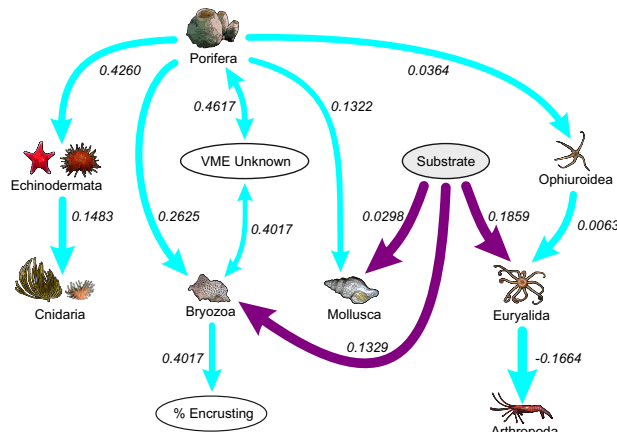 Porifera
0.4260
0.0364
0.4617
0.1322
VME Unknown
Substrate
Echinodermata
Ophiuroidea
0.1483
0.2625
0.4017
0.0298
0.1859
0.0063
Cnidaria
Bryozoa
Mollusca
Euryalida
0.4017
0.1329
-0.1664
% Encrusting
Arthropoda